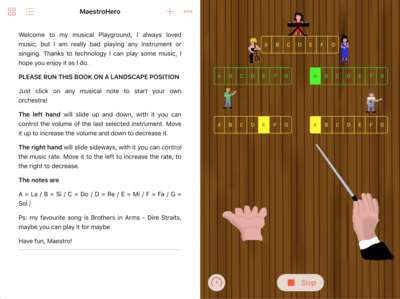 MaestroHero
Welcome to my musical Playground, I always loved
music, but I am really bad playing any instrument or
singing. Thanks to technology I can play some music, I
hope you enjoy it as I do.
PLEASE RUN THIS BOOK ON A LANDSCAPE POSITION
Just click on any musical note to start your own
orchestra!
The left hand will slide up and down, with it you can
control the volume of the last selected instrument. Move
it up to increase the volume and down to decrease it.
The right hand will slide sideways, with it you can control
the music rate. Move it to the left to increase the rate, to
the right to decrease.
The notes are
A = La / B = Si / C = Do / D = Re / E = Mi / F = Fa / G =
Sol /
Ps: my favourite song is Brothers in Arms - Dire Straits,
maybe you can play it for maybe
Have fun, Maestro!
A B C D E F G
A B C D E F G
A B C D E F G
A B C D E F G
A B C D E F G
Stop